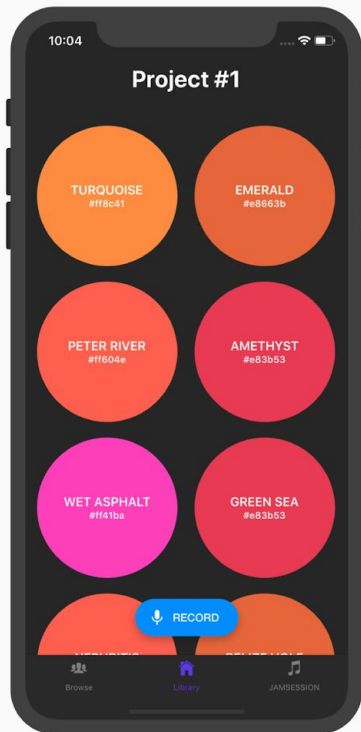 10:04
Project #1
TURQUOISE
#ff8c41
EMERALD
#e8663b
PETER RIVER
#ff604e
AMETHYST
#e83b53
WET ASPHALT
#ff41ba
GREEN SEA
#e83b53
RECORD
Browse
Library
JAMSESSION